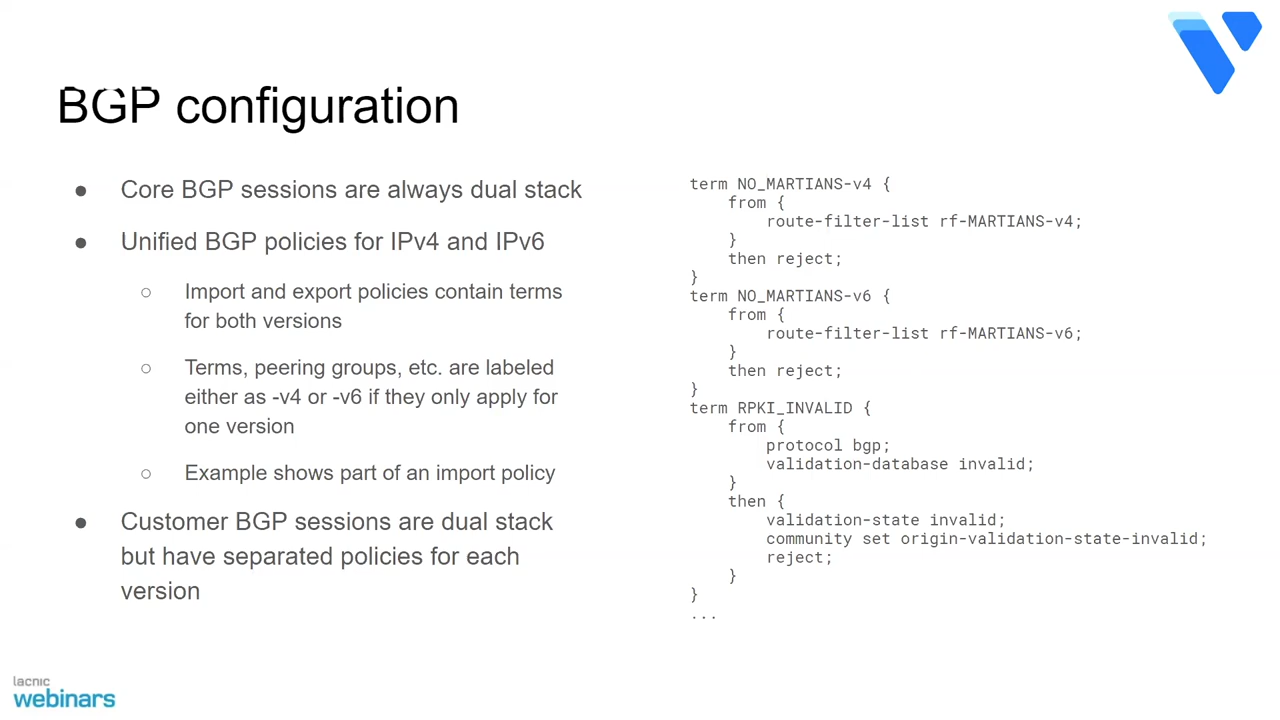 BGP configuration
● Core BGP sessions are always dual stack
● Unified BGP policies for IPv4 and IPv6
○ Import and export policies contain terms
for both versions
○ Terms, peering groups, etc. are labeled
either as -v4 or -v6 if they only apply for
one version
○ Example shows part of an import policy
● Customer BGP sessions are dual stack
but have separated policies for each
version
term NO_MARTIANS-v4 {
    from {
        route-filter-list rf-MARTIANS-v4;
    }
    then reject;
}
term NO_MARTIANS-v6 {
    from {
        route-filter-list rf-MARTIANS-v6;
    }
    then reject;
}
term RPKI_INVALID {
    from {
        protocol bgp;
        validation-database invalid;
    }
    then {
        validation-state invalid;
        community set origin-validation-state-invalid;
        reject;
    }
}
...
lacnic
webinars